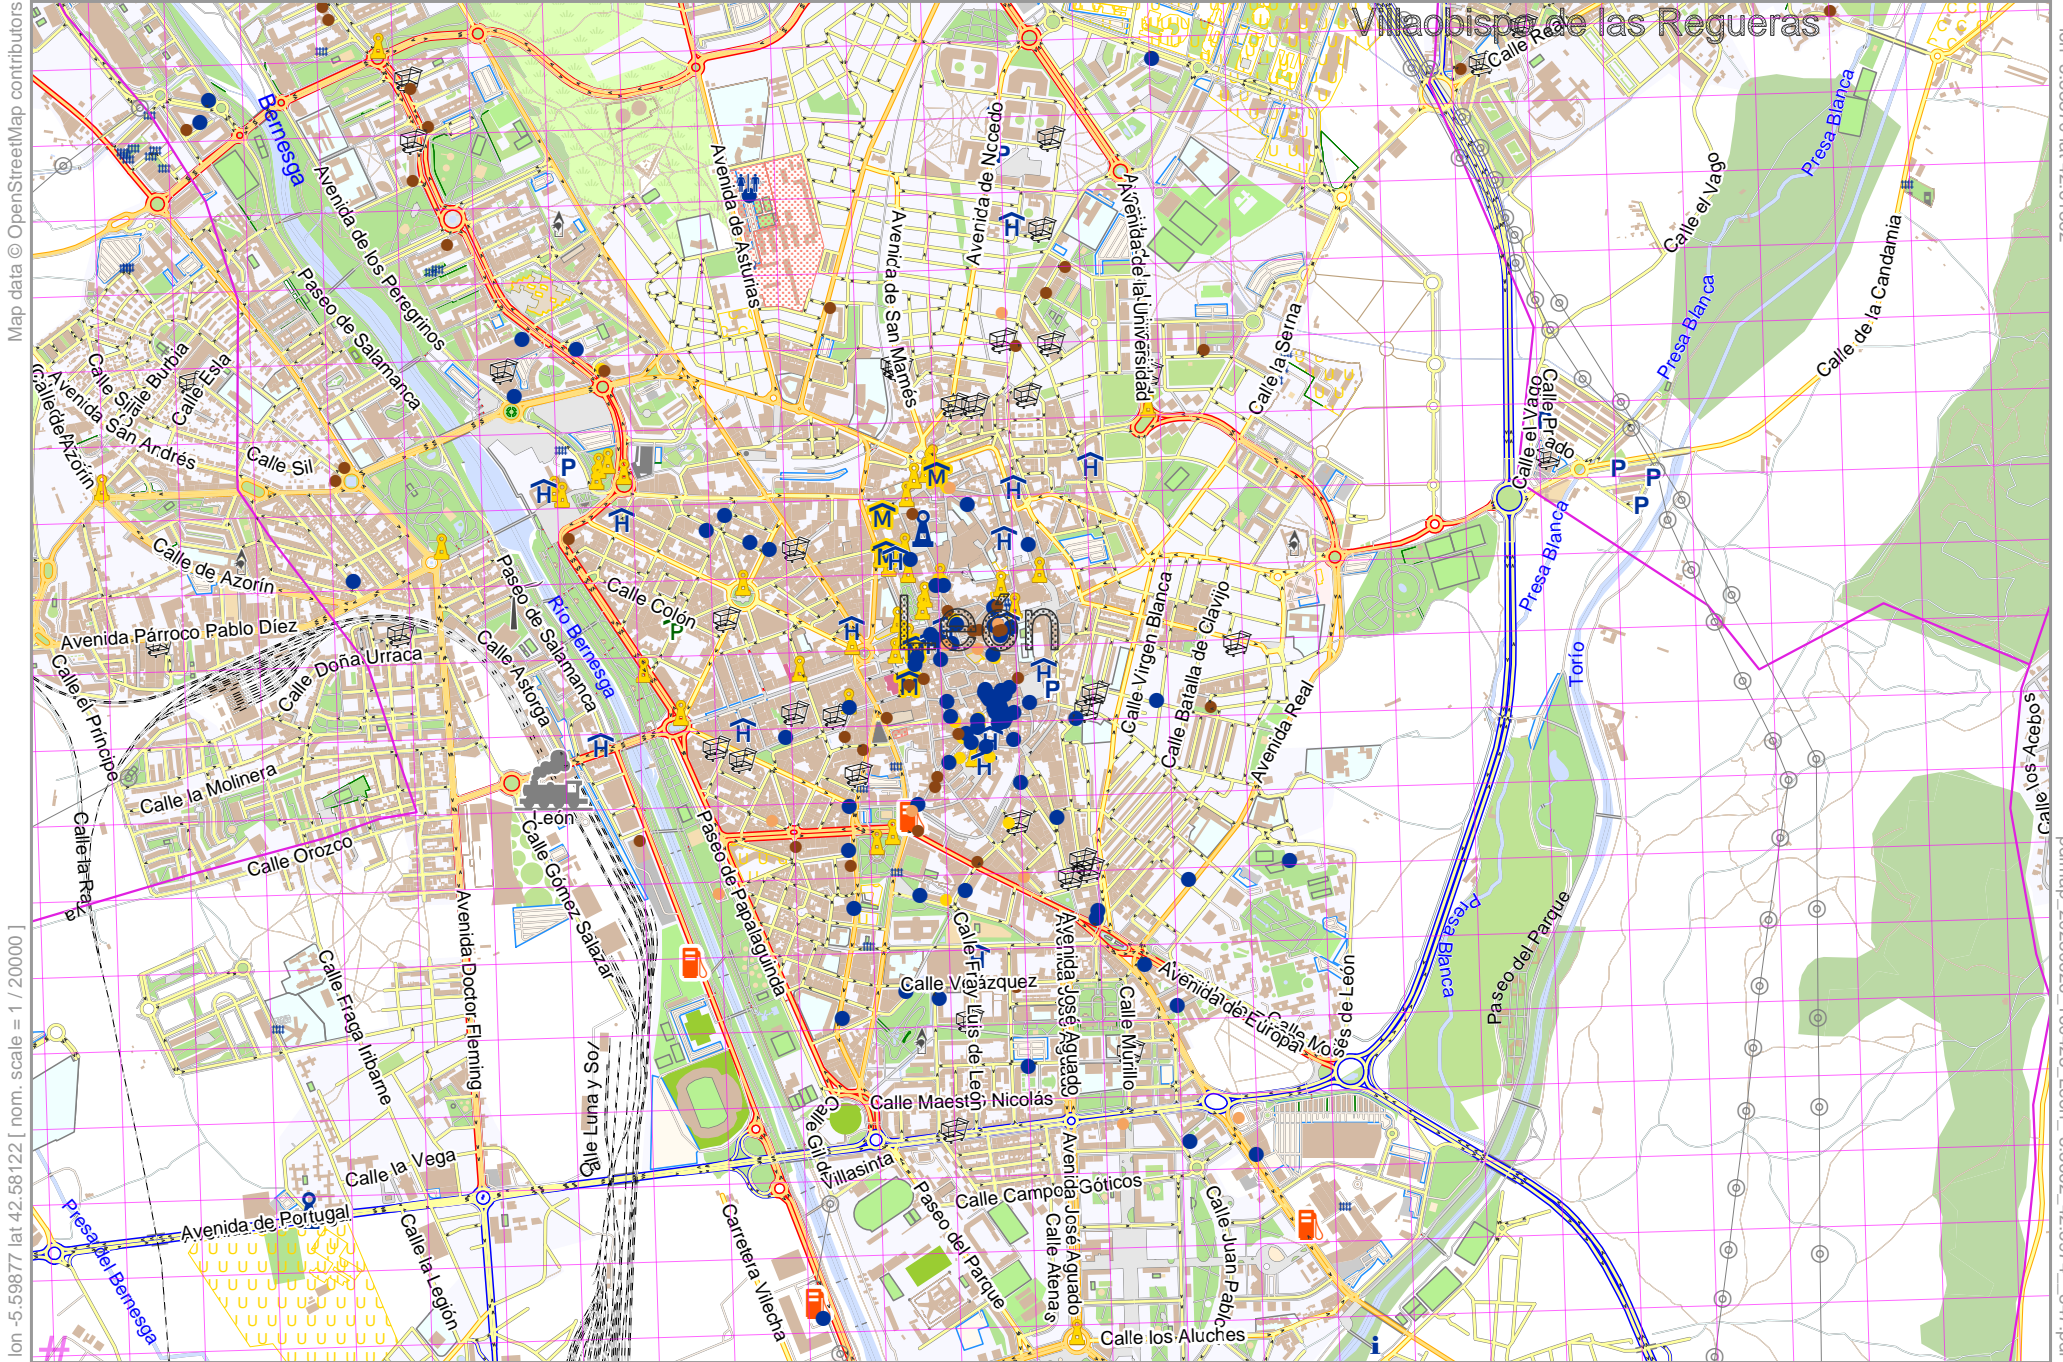 Villaobispo de las Regueras
Calle Real
Map data © OpenStreetMap contributors
Bernesga
Presa Blanca
Avenida de Nocedo
Avenida de los Peregrinos
Avenida de Asturias
Avenida de la Universidad
Calle el Vago
Avenida de San Mamés
Calle de la Candamia
Paseo de Salamanca
Presa Blanca
Calle la Serna
Calle Burbia
Calle Sil
Calle Esla
Avenida San Andrés
Calle de Azorín
Calle Sil
Calle el Vago
Calle Prado
Presa Blanca
Calle de Azorín
Paseo de Salamanca
Río Bernesga
Calle Colón
León
Calle Virgen Blanca
Calle Batalla de Clavijo
Avenida Párroco Pablo Díez
Calle Doña Urraca
Calle Astorga
Torío
Calle el Príncipe
Avenida Real
Calle los Acebos
Calle la Molinera
León
Calle Orozco
Calle Gómez Salazar
Paseo de Papalaguinda
Avenida Doctor Fleming
Calle Fraga Iribarne
Calle Fray Luis de León
Avenida José Aguado
Calle Velázquez
Calle Murillo
Avenida de Europa
Calle Moisés de León
Presa Blanca
Paseo del Parque
Calle Maestro Nicolás
Calle Luna y Sol
Calle Gil de Villasinta
Calle la Vega
Avenida de Portugal
Calle Campos Góticos
Avenida José Aguado
Calle Atenas
Calle Juan Pablo
Paseo del Parque
Carretera Vilecha
Calle la Legión
Presa del Bernesga
Calle los Aluches
lon -5.59877 lat 42.58122 [ nom. scale = 1 / 20000 ]